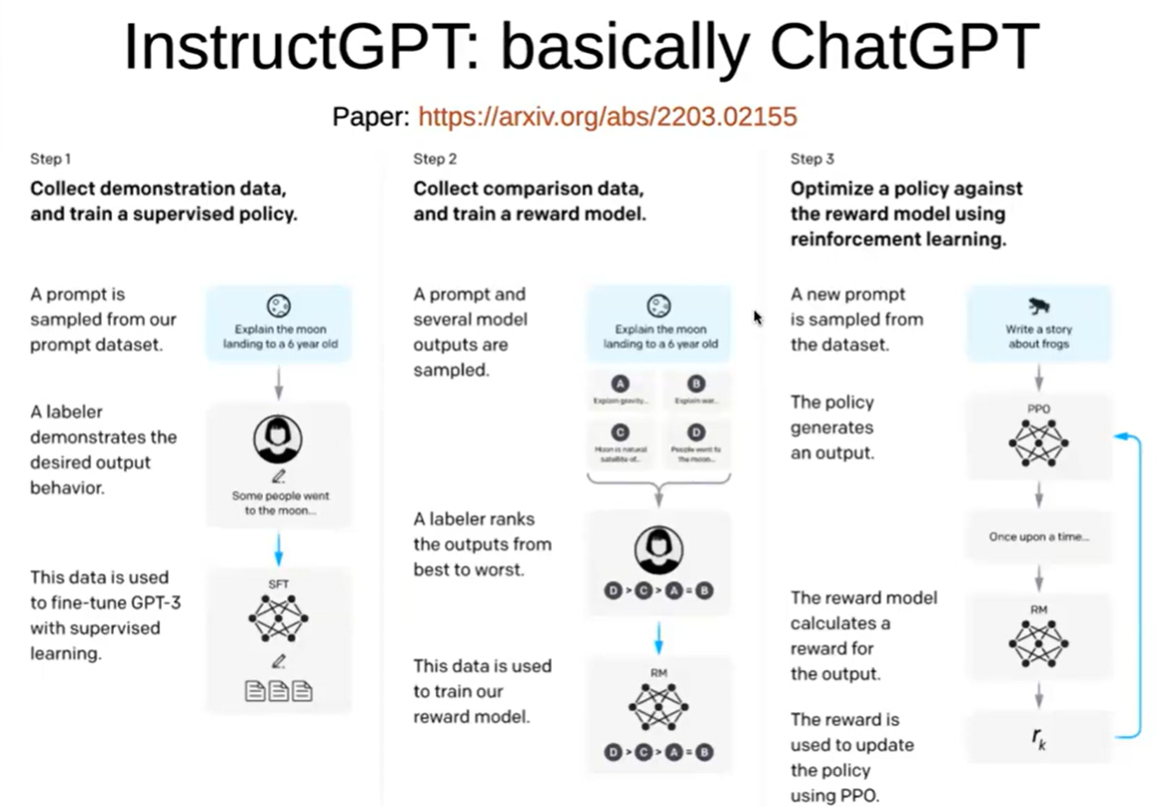 InstructGPT: basically ChatGPT
Paper: https://arxiv.org/abs/2203.02155
Step 1
Collect demonstration data,
and train a supervised policy.
A prompt is
sampled from our
prompt dataset.
Explain the moon
landing to a 6 year old
A labeler
demonstrates the
desired output
behavior.
Some people went
to the moon...
This data is used
to fine-tune GPT-3
with supervised
learning.
SFT
Step 2
Collect comparison data,
and train a reward model.
A prompt and
several model
outputs are
sampled.
Explain the moon
landing to a 6 year old
A
Explain gravity...
B
Explain war...
C
Moon is natural
satellite of...
D
People went to
the moon...
A labeler ranks
the outputs from
best to worst.
D > C > A = B
This data is used
to train our
reward model.
RM
D > C > A = B
Step 3
Optimize a policy against
the reward model using
reinforcement learning.
A new prompt
is sampled from
the dataset.
Write a story
about frogs
The policy
generates
an output.
PPO
Once upon a time...
The reward model
calculates a
reward for
the output.
RM
The reward is
used to update
the policy
using PPO.
rk